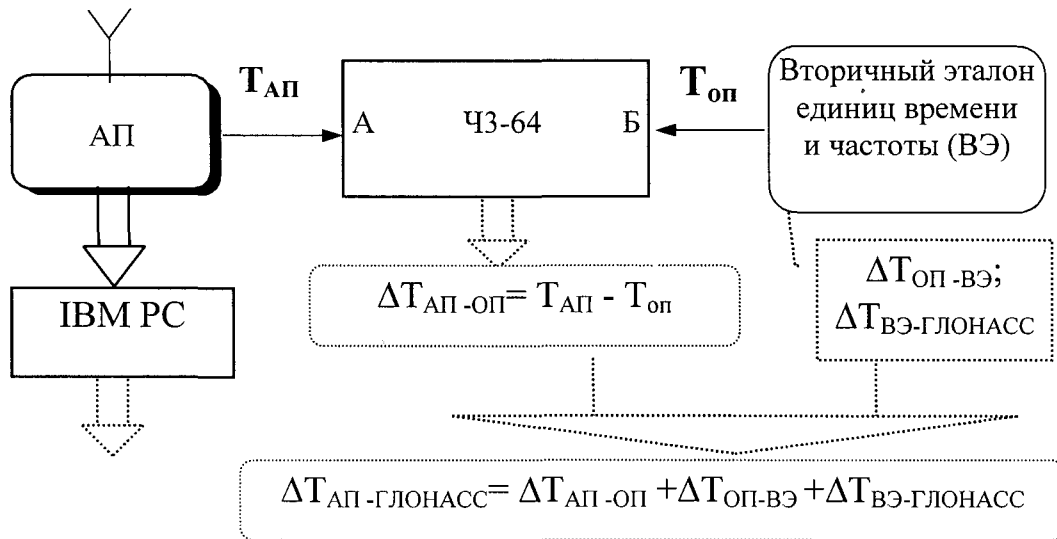 АП
T_АП
А ЧЗ-64 Б
T_оп
Вторичный эталон
единиц времени
и частоты (ВЭ)
IBM PC
ΔT_АП -ОП= T_АП - T_оп
ΔT_ОП -ВЭ;
ΔT_ВЭ-ГЛОНАСС
ΔT_АП -ГЛОНАСС= ΔT_АП -ОП +ΔT_ОП-ВЭ +ΔT_ВЭ-ГЛОНАСС